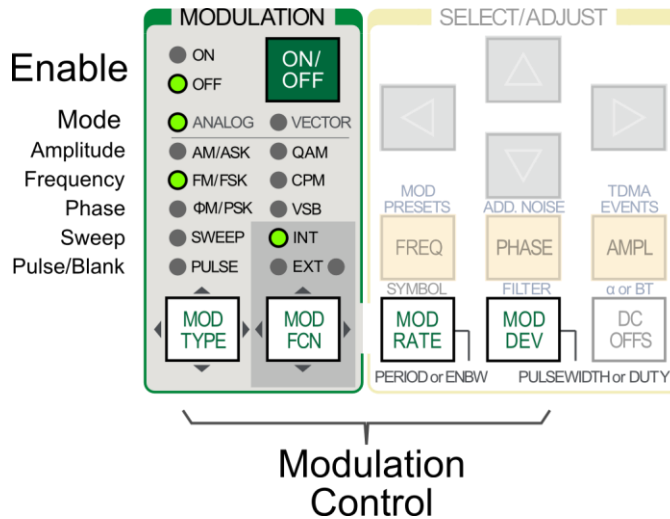 MODULATION
SELECT/ADJUST
Enable
ON
OFF
ON/
OFF
Mode
ANALOG
VECTOR
Amplitude
AM/ASK
QAM
Frequency
FM/FSK
CPM
Phase
ΦM/PSK
VSB
Sweep
SWEEP
INT
Pulse/Blank
PULSE
EXT
MOD
TYPE
MOD
FCN
MOD
PRESETS
ADD. NOISE
TDMA
EVENTS
FREQ
PHASE
AMPL
SYMBOL
FILTER
α or BT
MOD
RATE
MOD
DEV
DC
OFFS
PERIOD or ENBW
PULSEWIDTH or DUTY
Modulation
Control